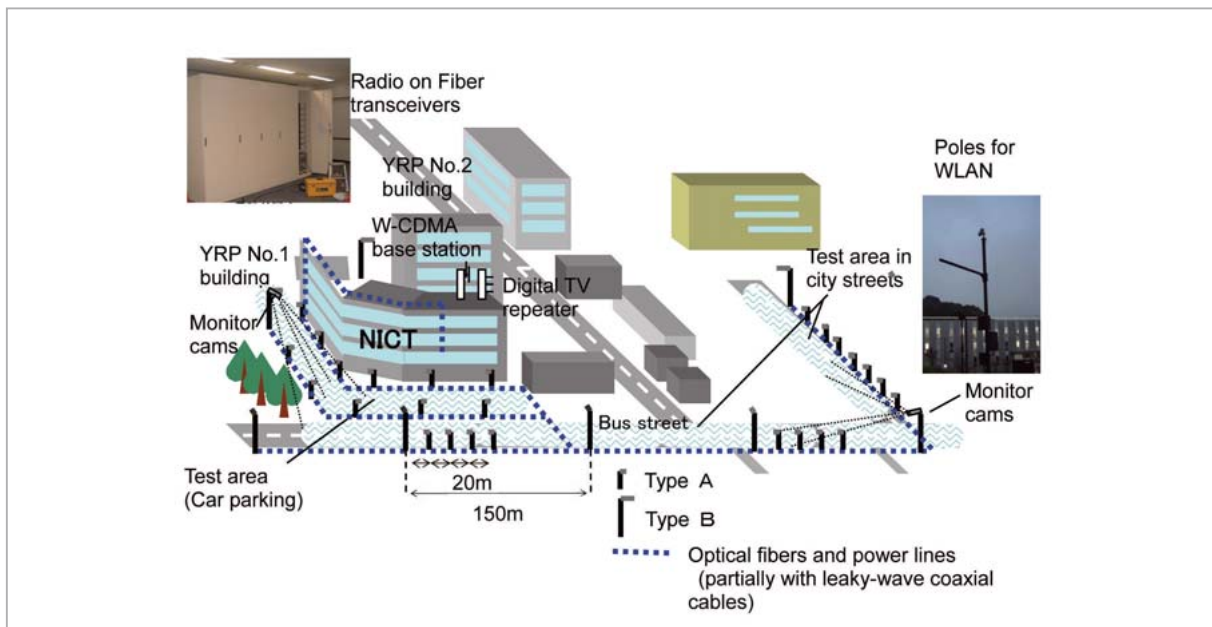 Radio on Fiber
transceivers
YRP No.2
building
Poles for
WLAN
W-CDMA
base station
YRP No.1
building
Test area in
city streets
Digital TV
repeater
Monitor
cams
NICT
Monitor
cams
Bus street
Test area
(Car parking)
20m
150m
Type A
Type B
Optical fibers and power lines
(partially with leaky-wave coaxial
cables)